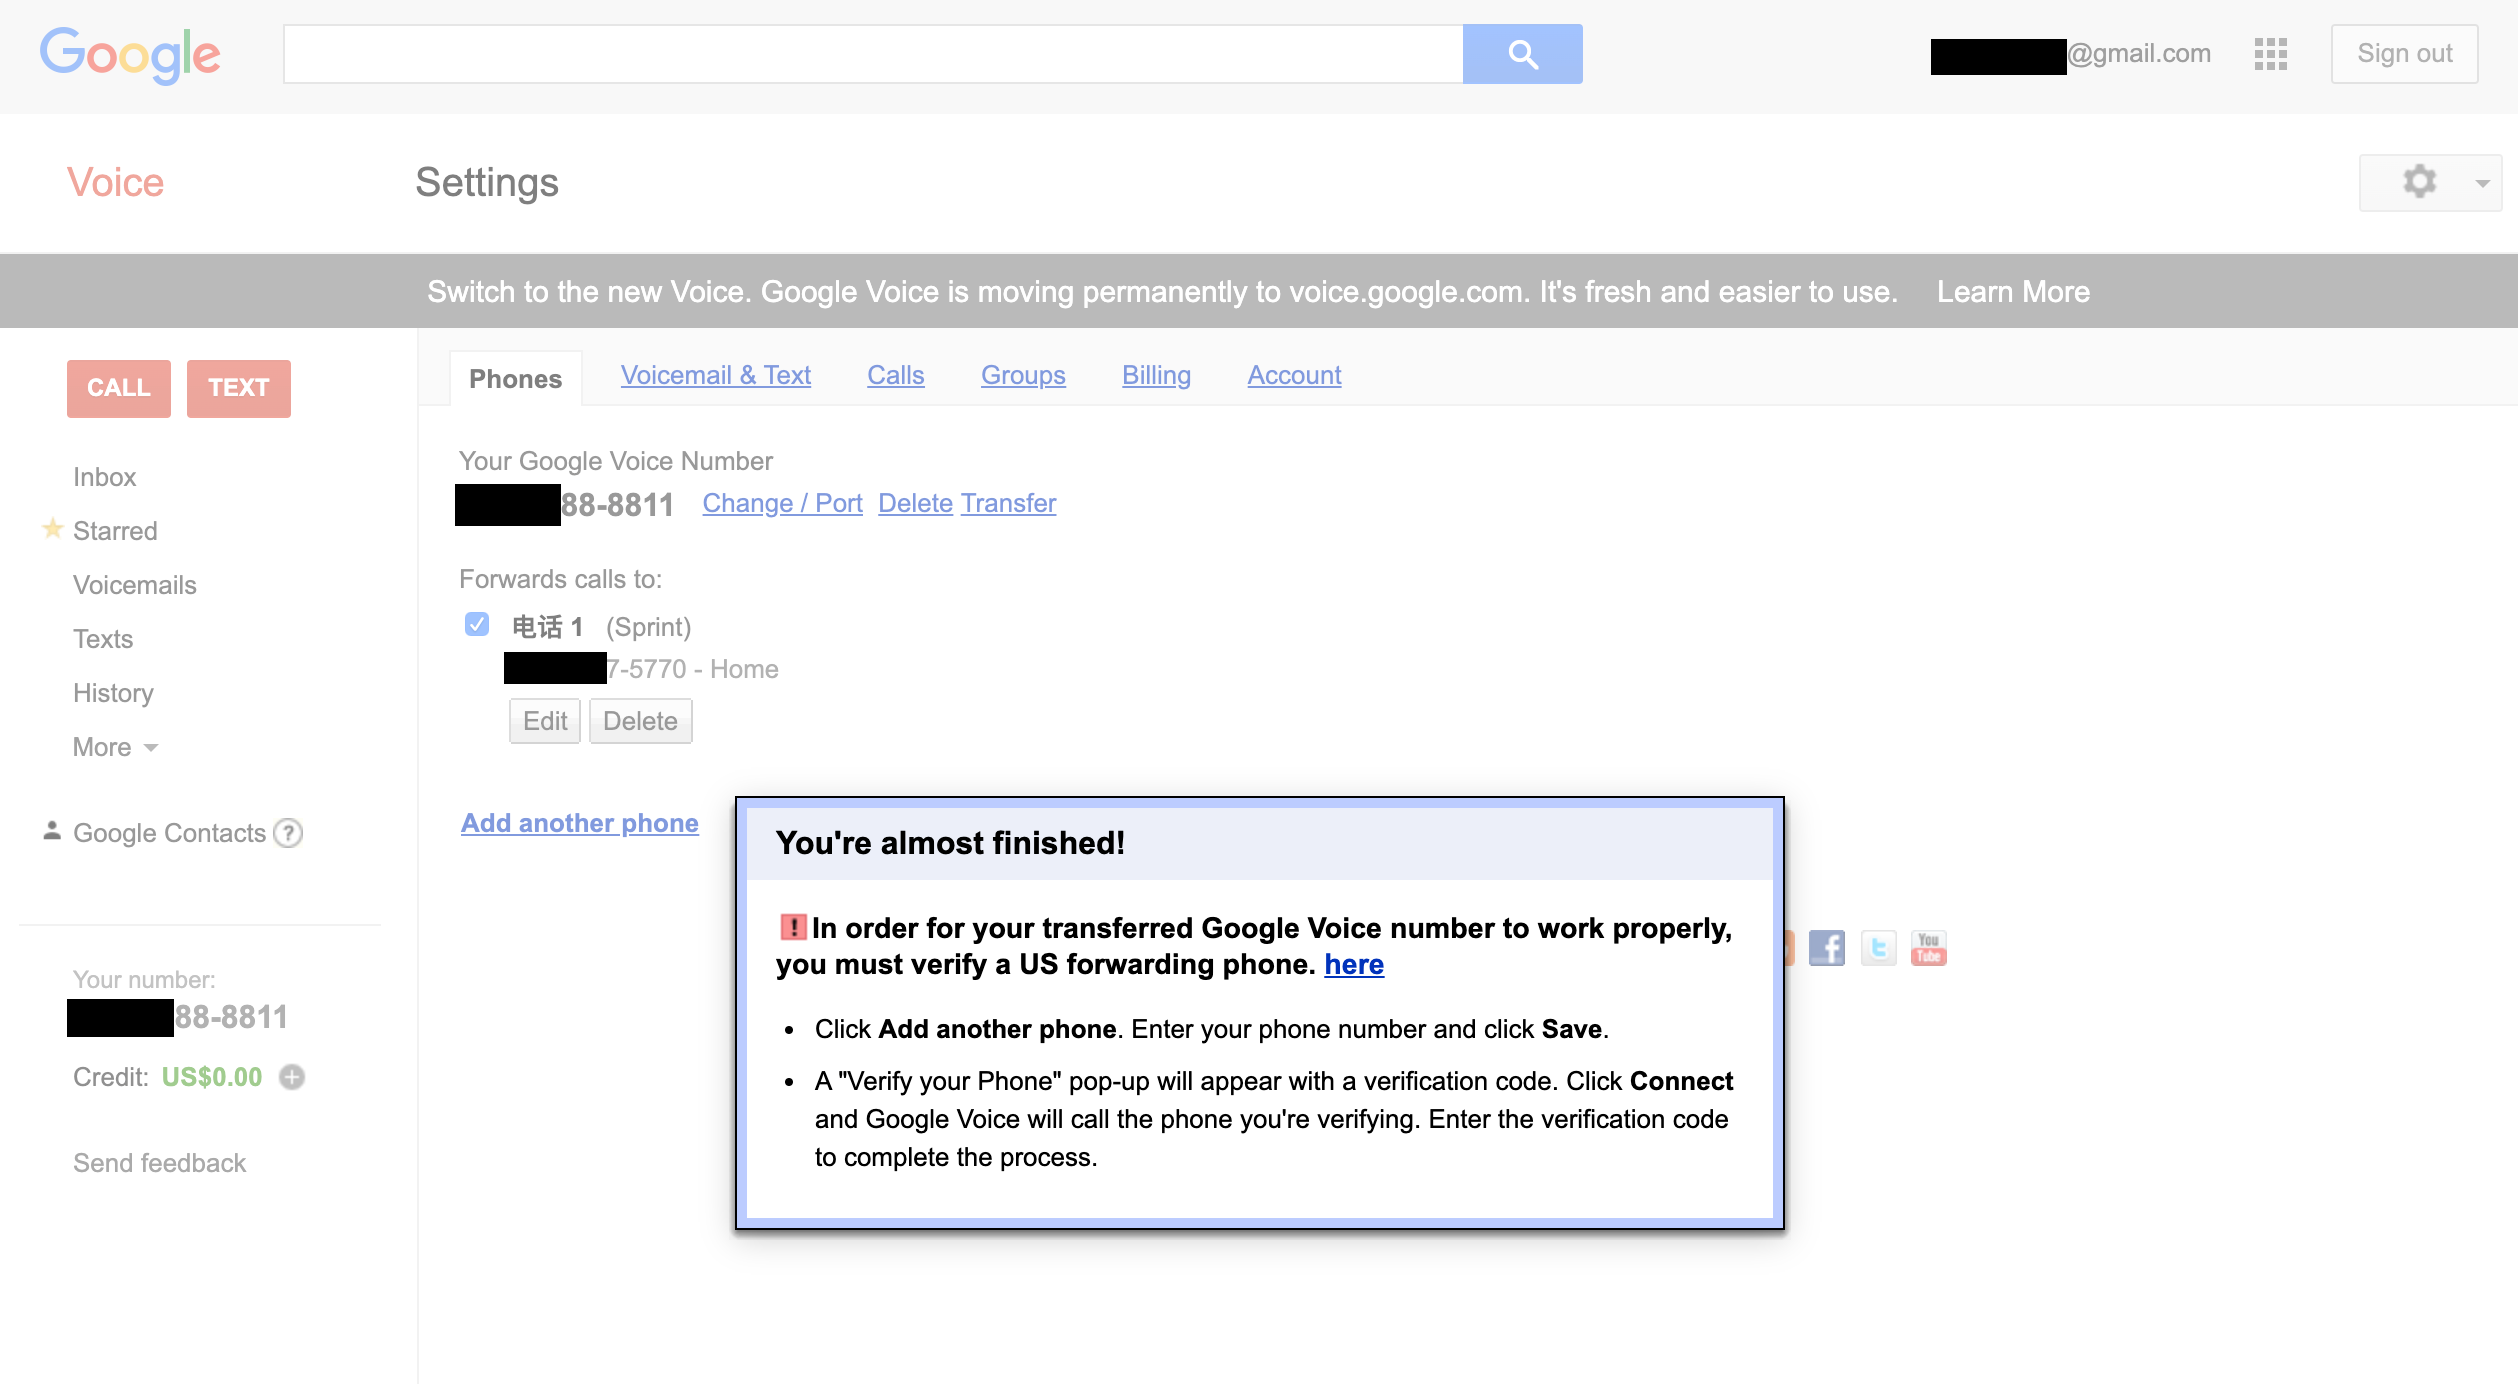 Google
@gmail.com
Sign out
Voice
Settings
Switch to the new Voice. Google Voice is moving permanently to voice.google.com. It's fresh and easier to use. Learn More
CALL TEXT
Inbox
Starred
Voicemails
Texts
History
More
Google Contacts ?
Your number:
88-8811
Credit: US$0.00
Send feedback
Phones Voicemail & Text Calls Groups Billing Account
Your Google Voice Number
88-8811 Change / Port Delete Transfer
Forwards calls to:
电话 1 (Sprint)
7-5770 - Home
Edit Delete
Add another phone
You're almost finished!
In order for your transferred Google Voice number to work properly,
you must verify a US forwarding phone. here
• Click Add another phone. Enter your phone number and click Save.
• A "Verify your Phone" pop-up will appear with a verification code. Click Connect
and Google Voice will call the phone you're verifying. Enter the verification code
to complete the process.
f t You
Tube